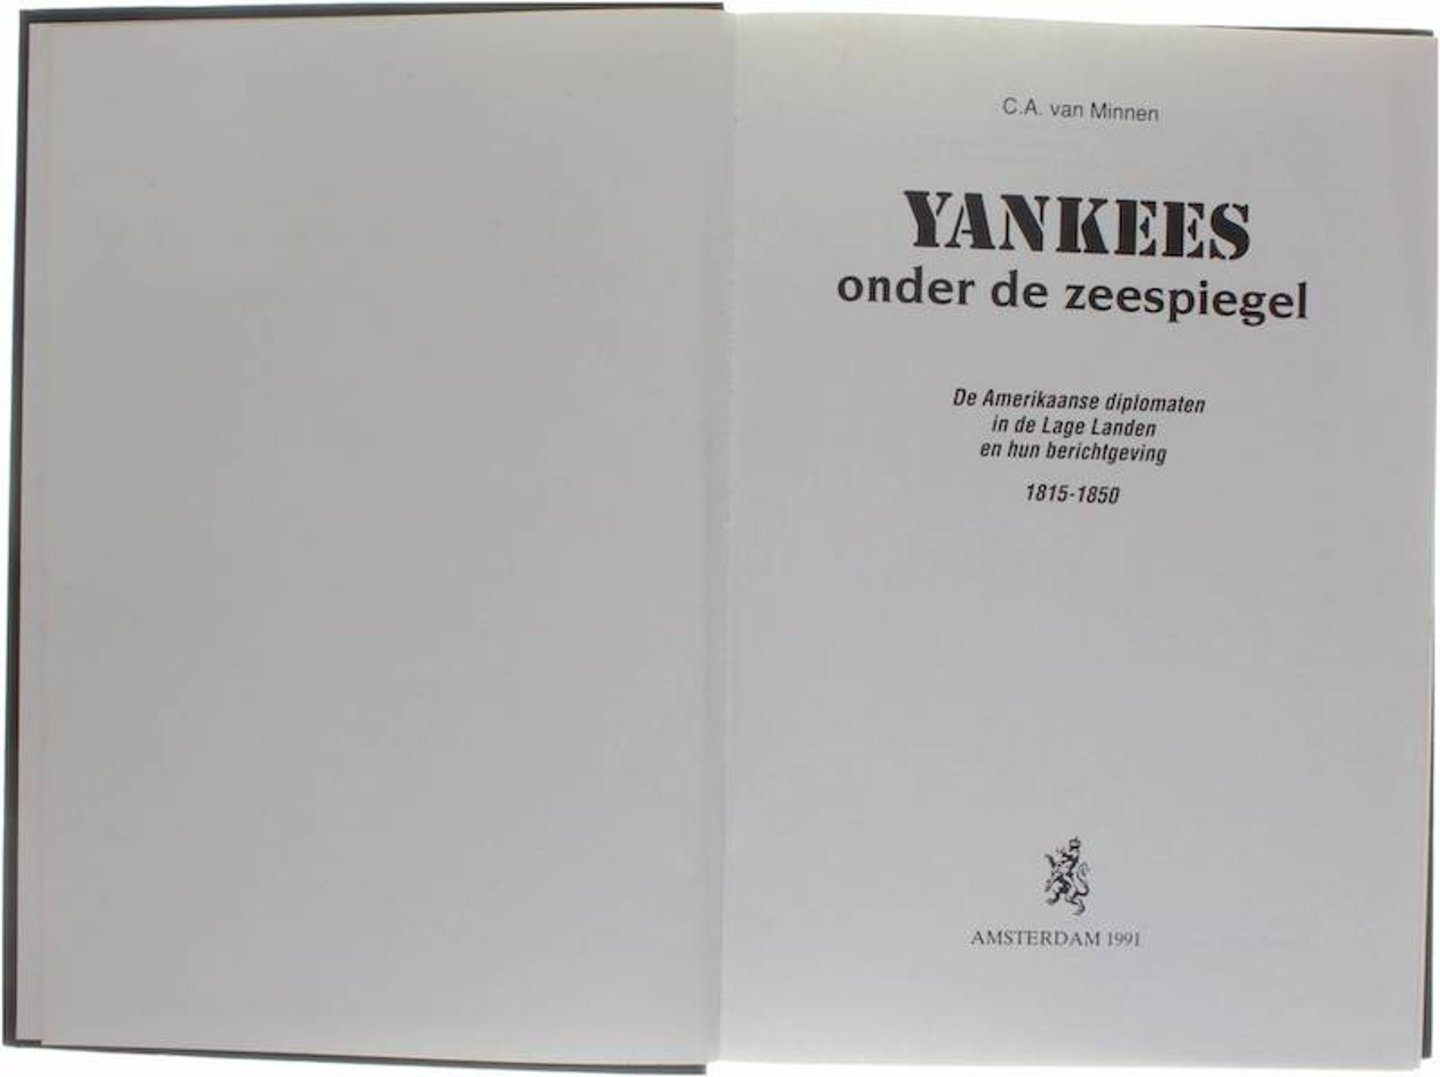 C.A. van Minnen
YANKEES
onder de zeespiegel
De Amerikaanse diplomaten
in de Lage Landen
en hun berichtgeving
1815-1850
AMSTERDAM 1991